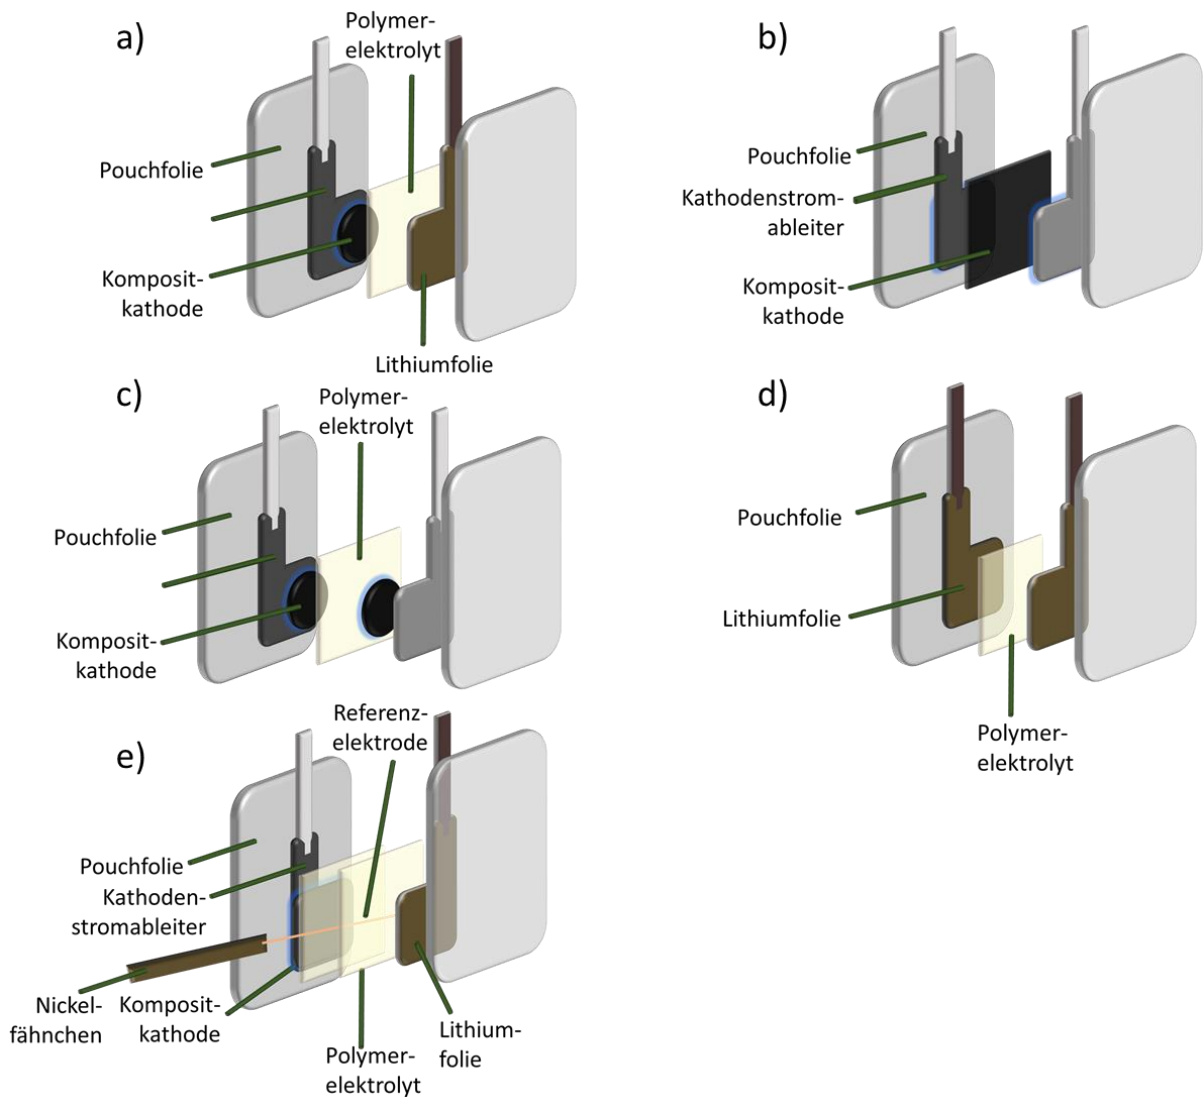 a)
Polymer-
elektrolyt
Pouchfolie
Komposit-
kathode
Lithiumfolie
b)
Pouchfolie
Kathodenstrom-
ableiter
Komposit-
kathode
c)
Polymer-
elektrolyt
Pouchfolie
Komposit-
kathode
d)
Pouchfolie
Lithiumfolie
Polymer-
elektrolyt
e)
Referenz-
elektrode
Pouchfolie
Kathoden-
stromableiter
Nickel-
fähnchen
Komposit-
kathode
Polymer-
elektrolyt
Lithium-
folie